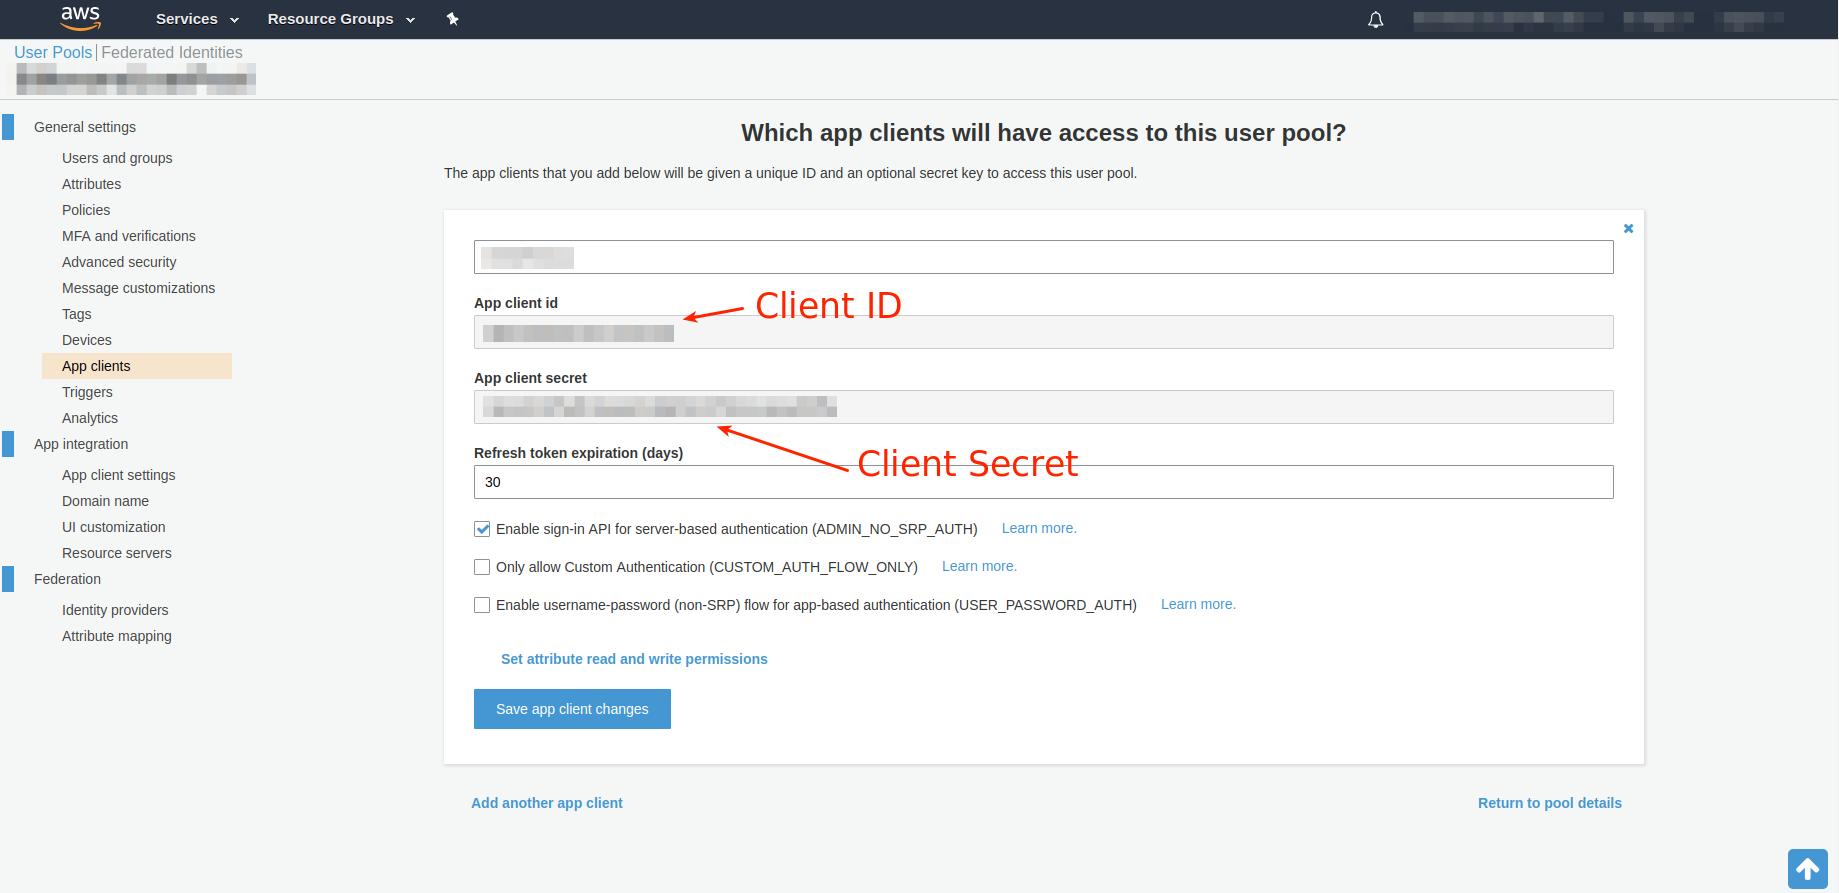 aws Services Resource Groups
User Pools | Federated Identities
General settings
Users and groups
Attributes
Policies
MFA and verifications
Advanced security
Message customizations
Tags
Devices
App clients
Triggers
Analytics
App integration
App client settings
Domain name
UI customization
Resource servers
Federation
Identity providers
Attribute mapping
Which app clients will have access to this user pool?
The app clients that you add below will be given a unique ID and an optional secret key to access this user pool.
App client id
Client ID
App client secret
Client Secret
Refresh token expiration (days)
30
Enable sign-in API for server-based authentication (ADMIN_NO_SRP_AUTH) Learn more.
Only allow Custom Authentication (CUSTOM_AUTH_FLOW_ONLY) Learn more.
Enable username-password (non-SRP) flow for app-based authentication (USER_PASSWORD_AUTH) Learn more.
Set attribute read and write permissions
Save app client changes
Add another app client
Return to pool details